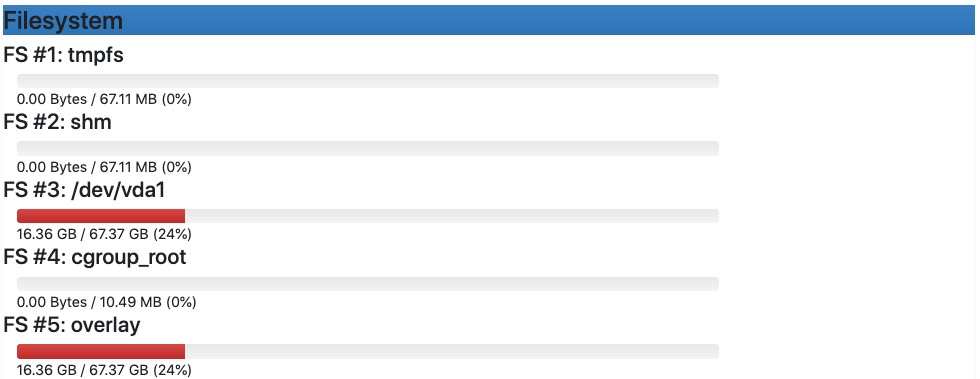 Filesystem
FS #1: tmpfs
0.00 Bytes / 67.11 MB (0%)
FS #2: shm
0.00 Bytes / 67.11 MB (0%)
FS #3: /dev/vda1
16.36 GB / 67.37 GB (24%)
FS #4: cgroup_root
0.00 Bytes / 10.49 MB (0%)
FS #5: overlay
16.36 GB / 67.37 GB (24%)